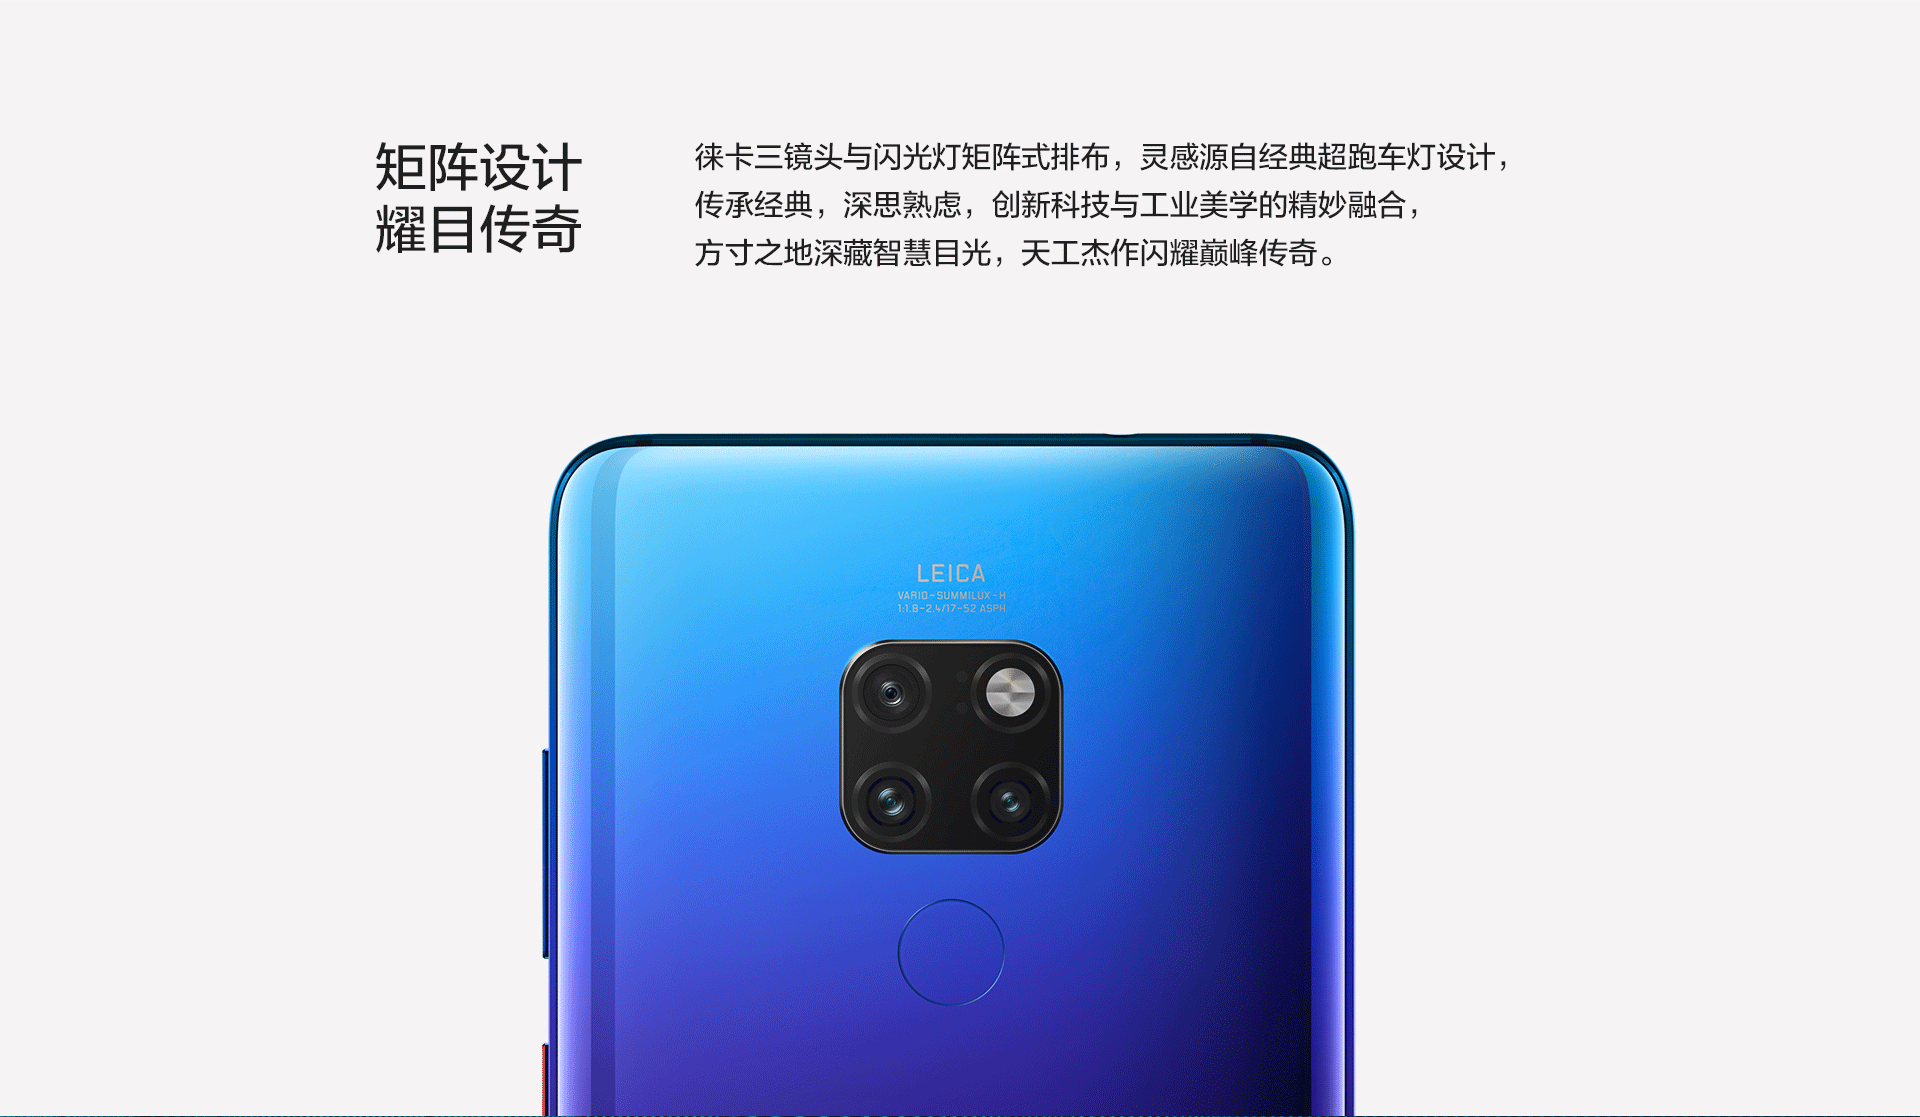 矩阵设计
耀目传奇
徕卡三镜头与闪光灯矩阵式排布，灵感源自经典超跑车灯设计，
传承经典，深思熟虑，创新科技与工业美学的精妙融合，
方寸之地深藏智慧目光，天工杰作闪耀巅峰传奇。
LEICA
VARIO-SUMMILUX-H
1:1.8-2.4/17-52 ASPH